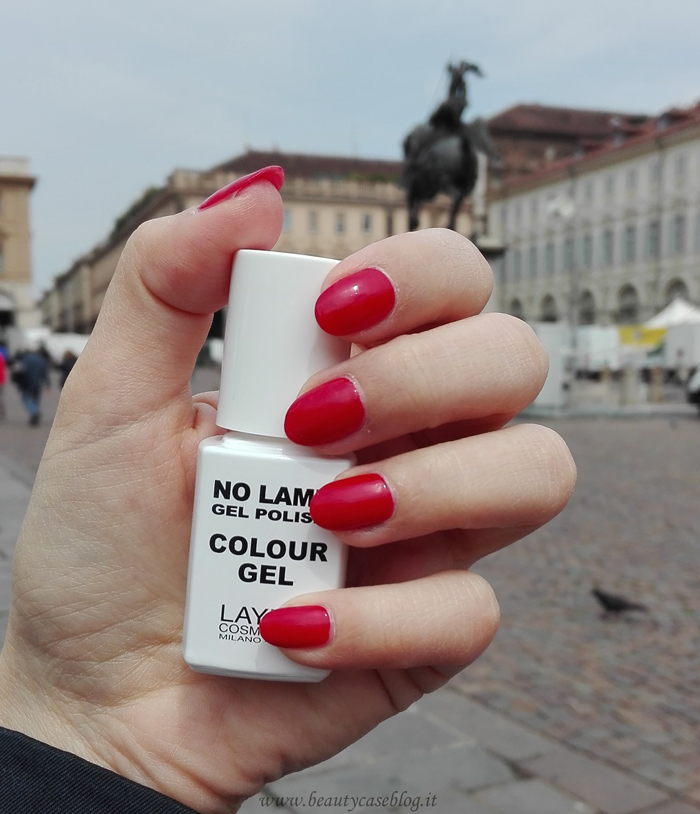 NO LAM
GEL POLIS
COLOUR
GEL
LAY
COSM
MILANO
www.beautycaseblog.it